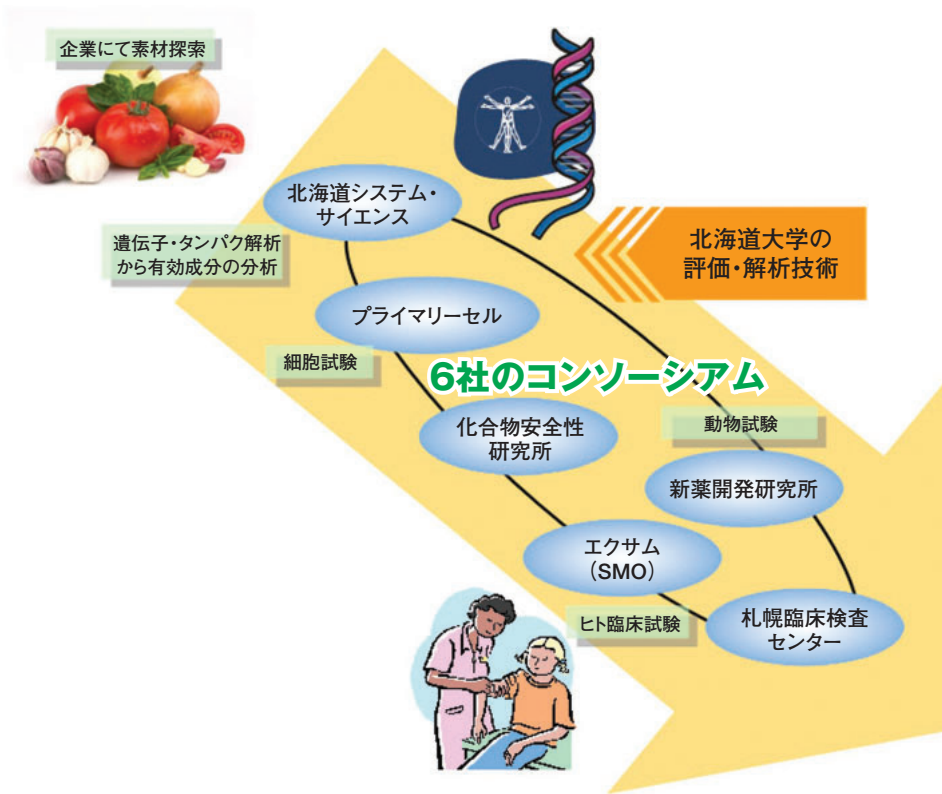 企業にて素材探索
北海道システム・
サイエンス
遺伝子・タンパク解析
から有効成分の分析
北海道大学の
評価・解析技術
プライマリーセル
細胞試験
6社のコンソーシアム
化合物安全性
研究所
動物試験
新薬開発研究所
エクサム
(SMO)
ヒト臨床試験
札幌臨床検査
センター